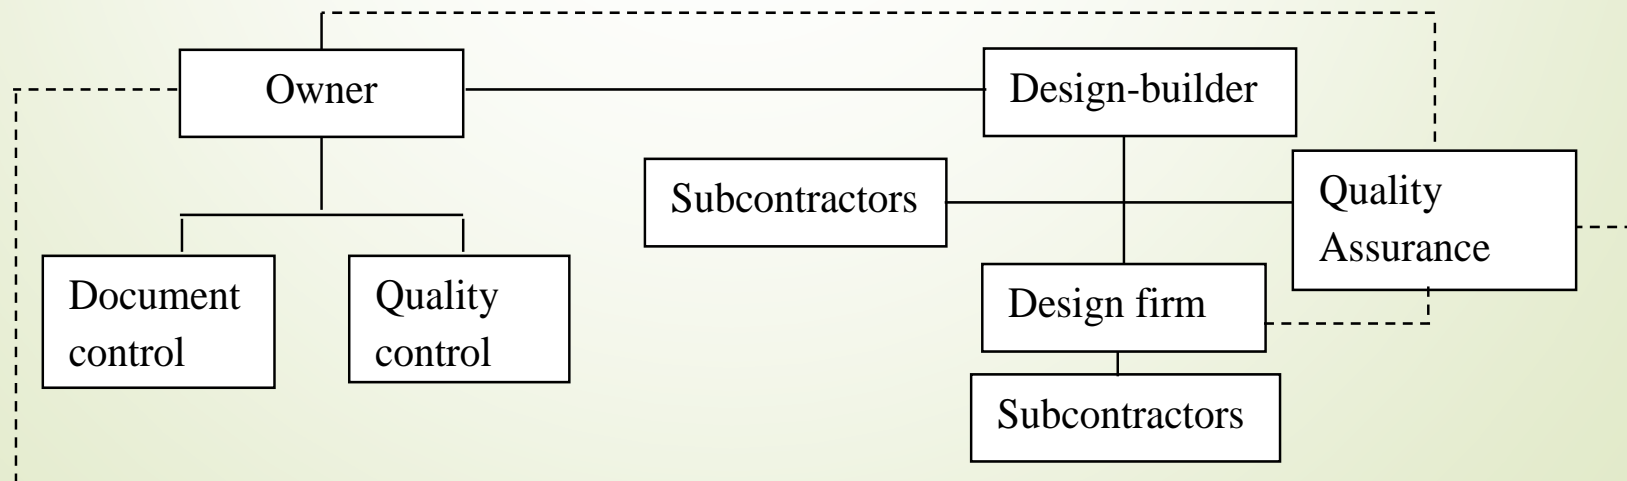 Owner
Design-builder
Subcontractors
Quality
Assurance
Document
control
Quality
control
Design firm
Subcontractors